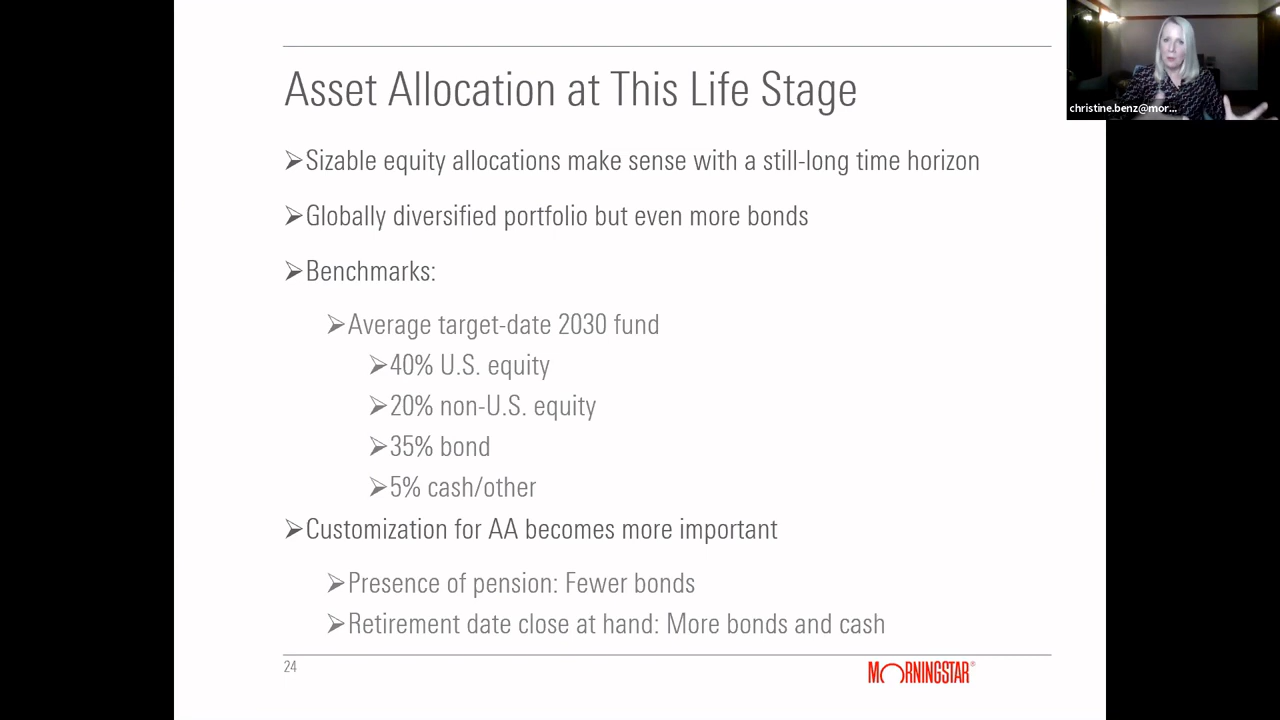 Asset Allocation at This Life Stage
Sizable equity allocations make sense with a still-long time horizon
Globally diversified portfolio but even more bonds
Benchmarks:
Average target-date 2030 fund
40% U.S. equity
20% non-U.S. equity
35% bond
5% cash/other
Customization for AA becomes more important
Presence of pension: Fewer bonds
Retirement date close at hand: More bonds and cash
24
MORNINGSTAR®
christine.benz@mor...